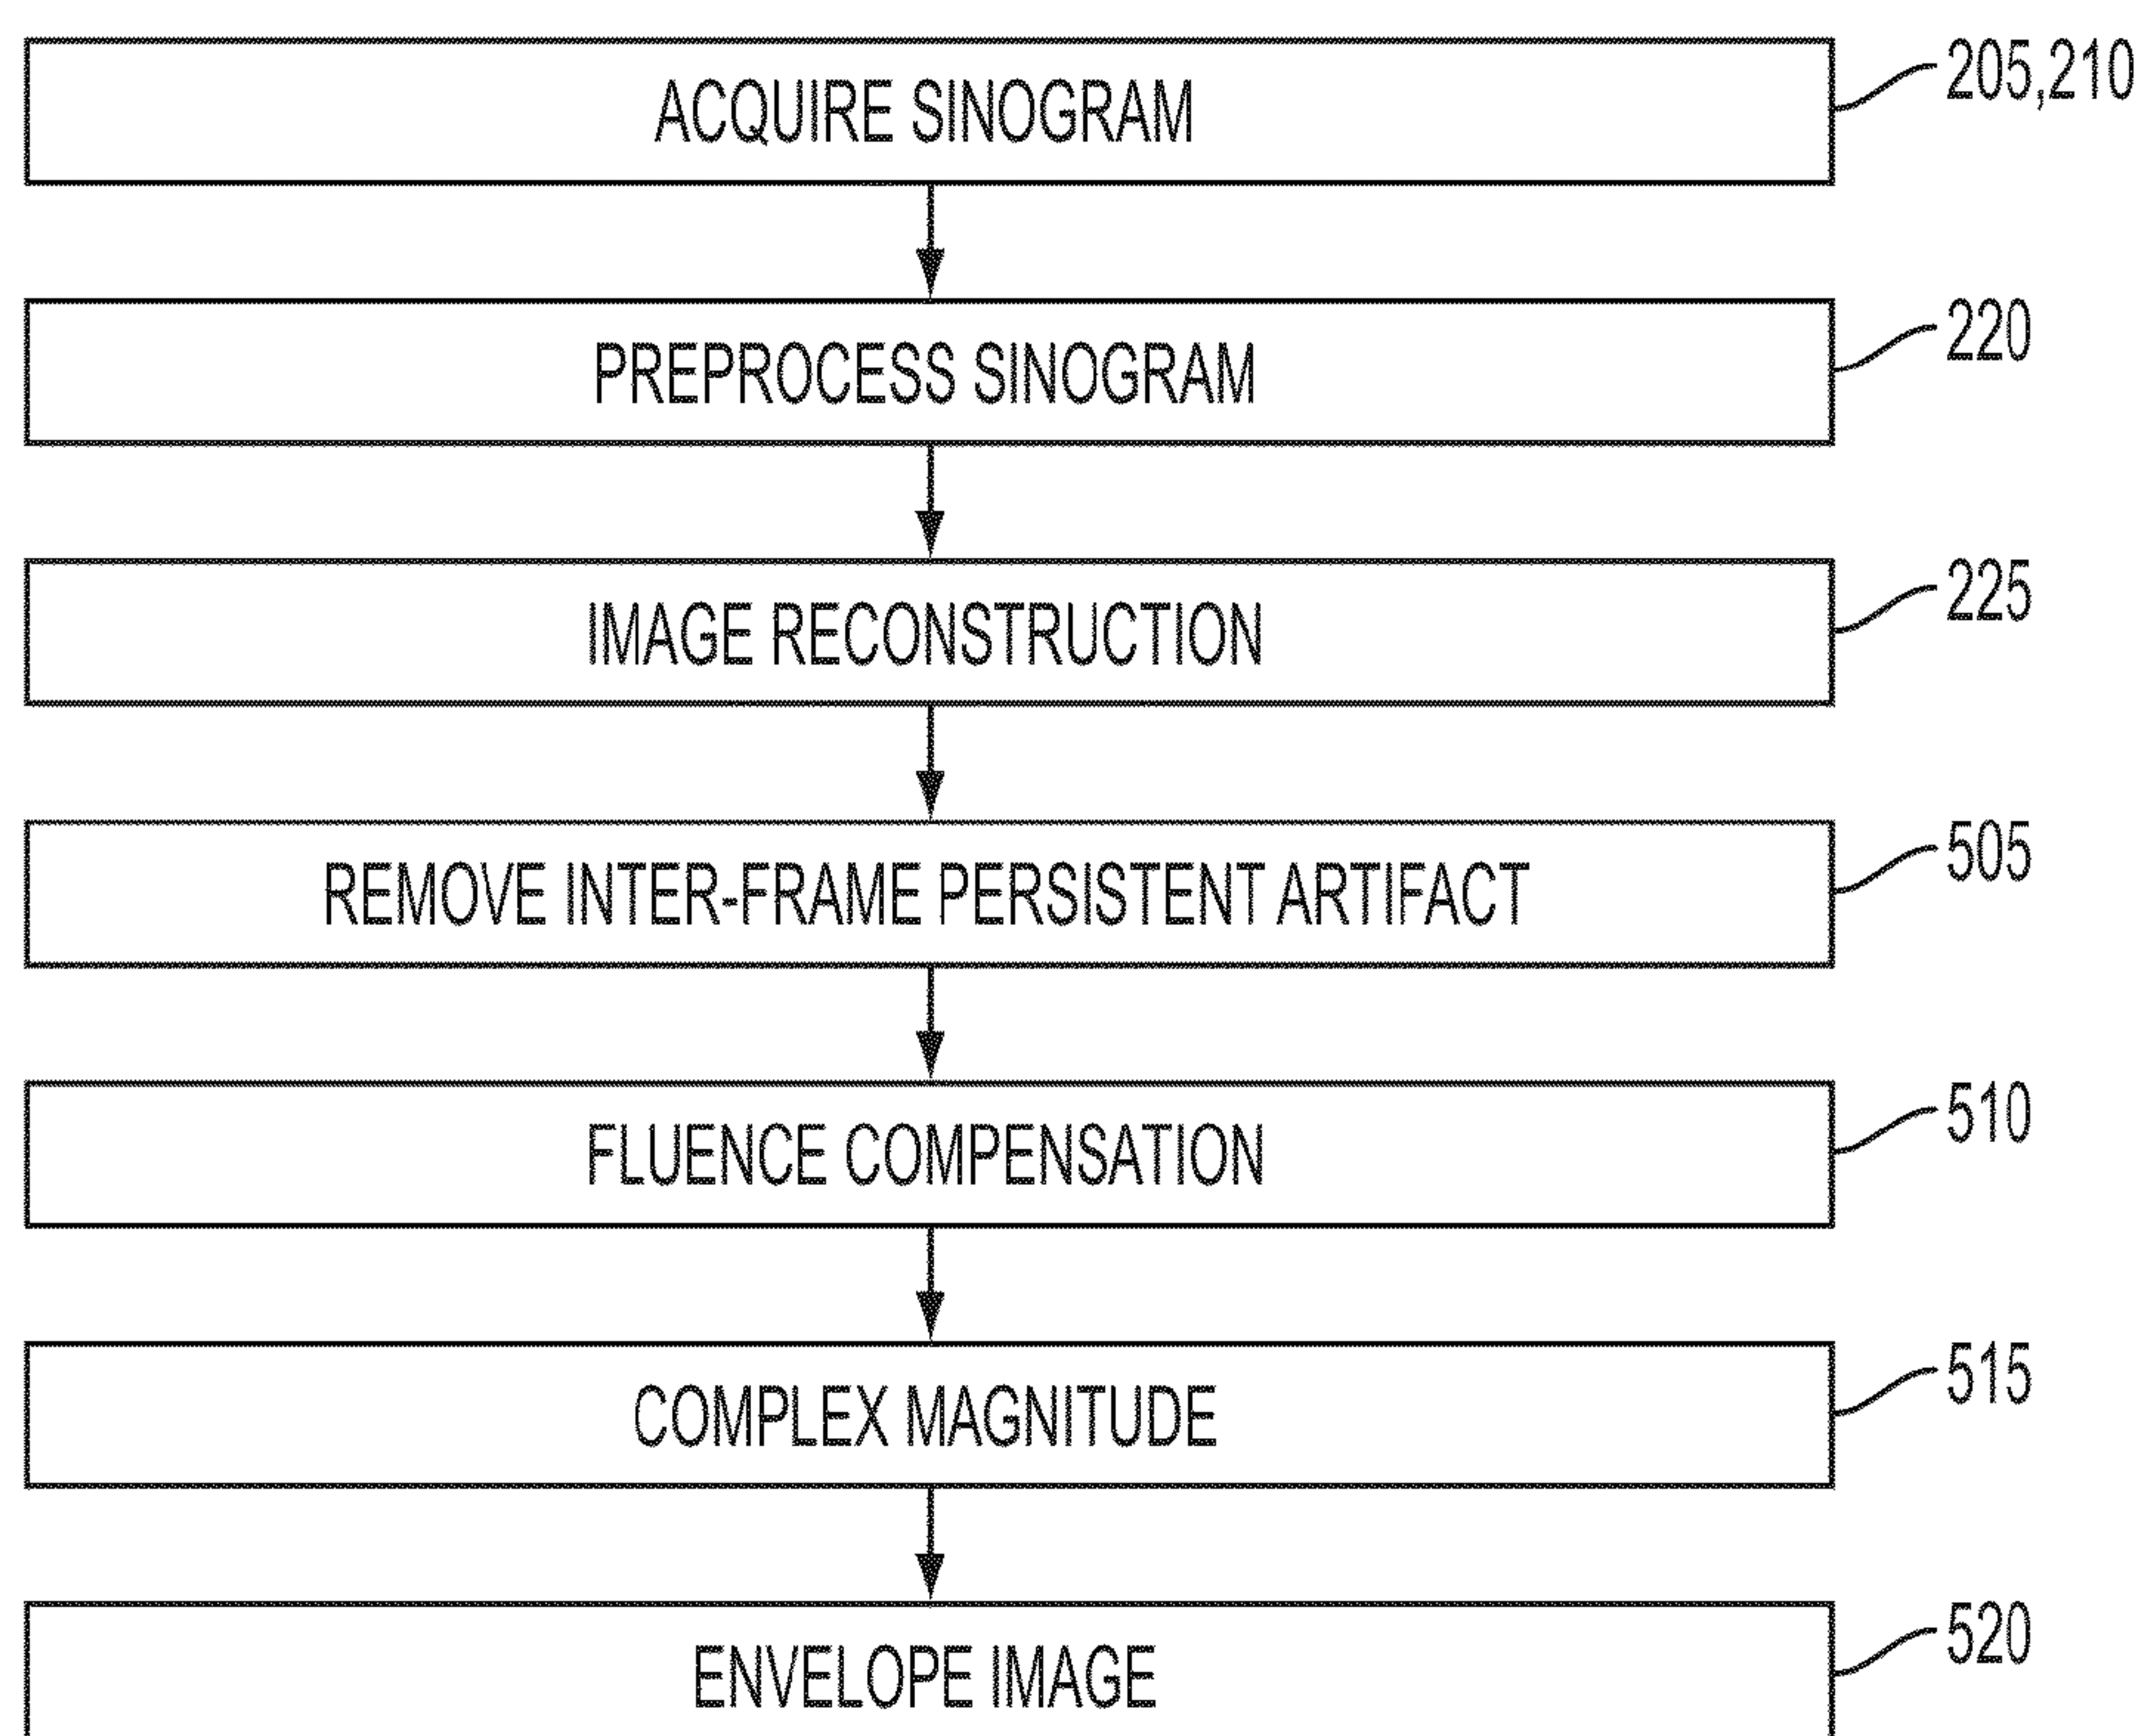 ACQUIRE SINOGRAM
205,210
PREPROCESS SINOGRAM
220
IMAGE RECONSTRUCTION
225
REMOVE INTER-FRAME PERSISTENT ARTIFACT
505
FLUENCE COMPENSATION
510
COMPLEX MAGNITUDE
515
ENVELOPE IMAGE
520